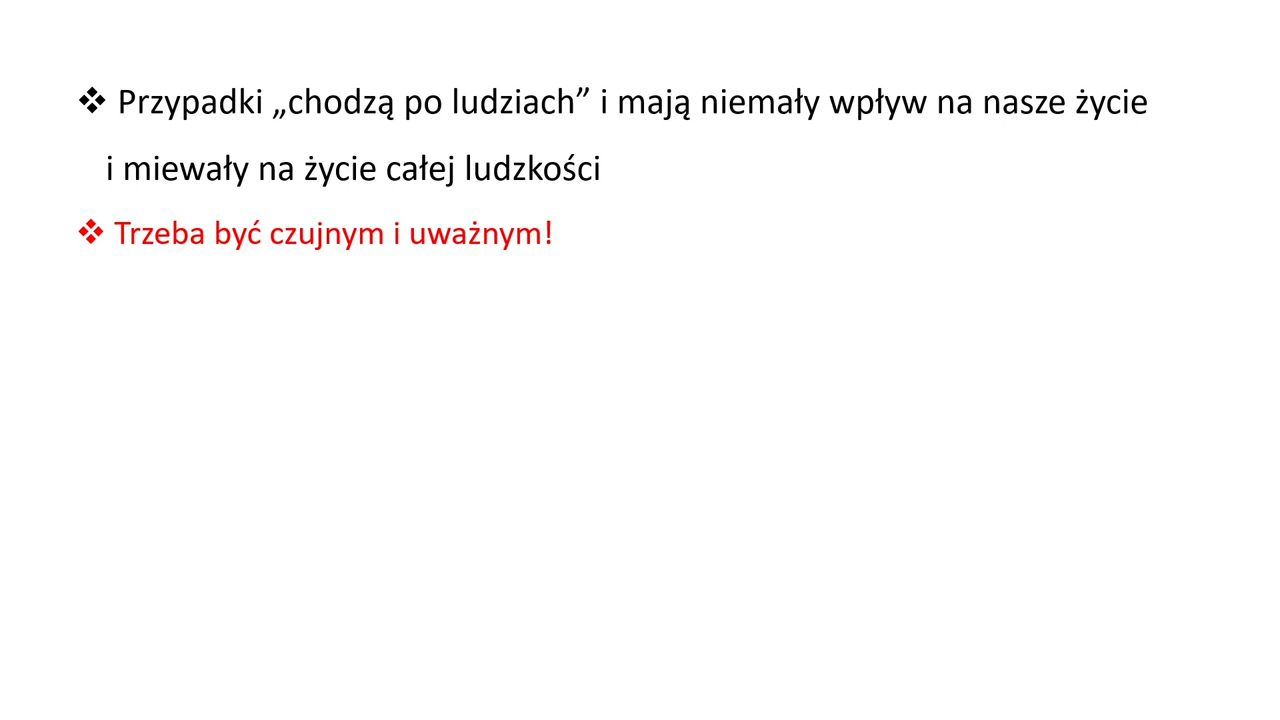 ❖ Przypadki „chodzą po ludziach” i mają niemały wpływ na nasze życie
i miewały na życie całej ludzkości
❖ Trzeba być czujnym i uważnym!